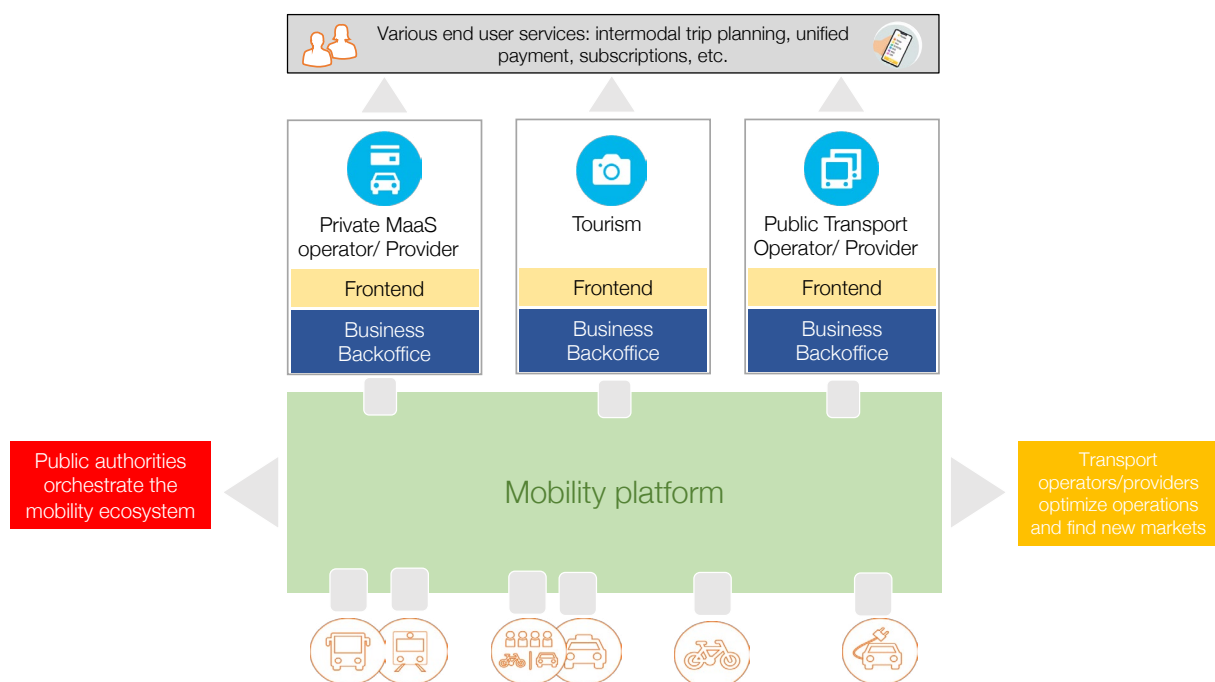 Various end user services: intermodal trip planning, unified
payment, subscriptions, etc.
Private MaaS
operator/ Provider
Frontend
Business
Backoffice
Tourism
Frontend
Business
Backoffice
Public Transport
Operator/ Provider
Frontend
Business
Backoffice
Public authorities
orchestrate the
mobility ecosystem
Mobility platform
Transport
operators/providers
optimize operations
and find new markets